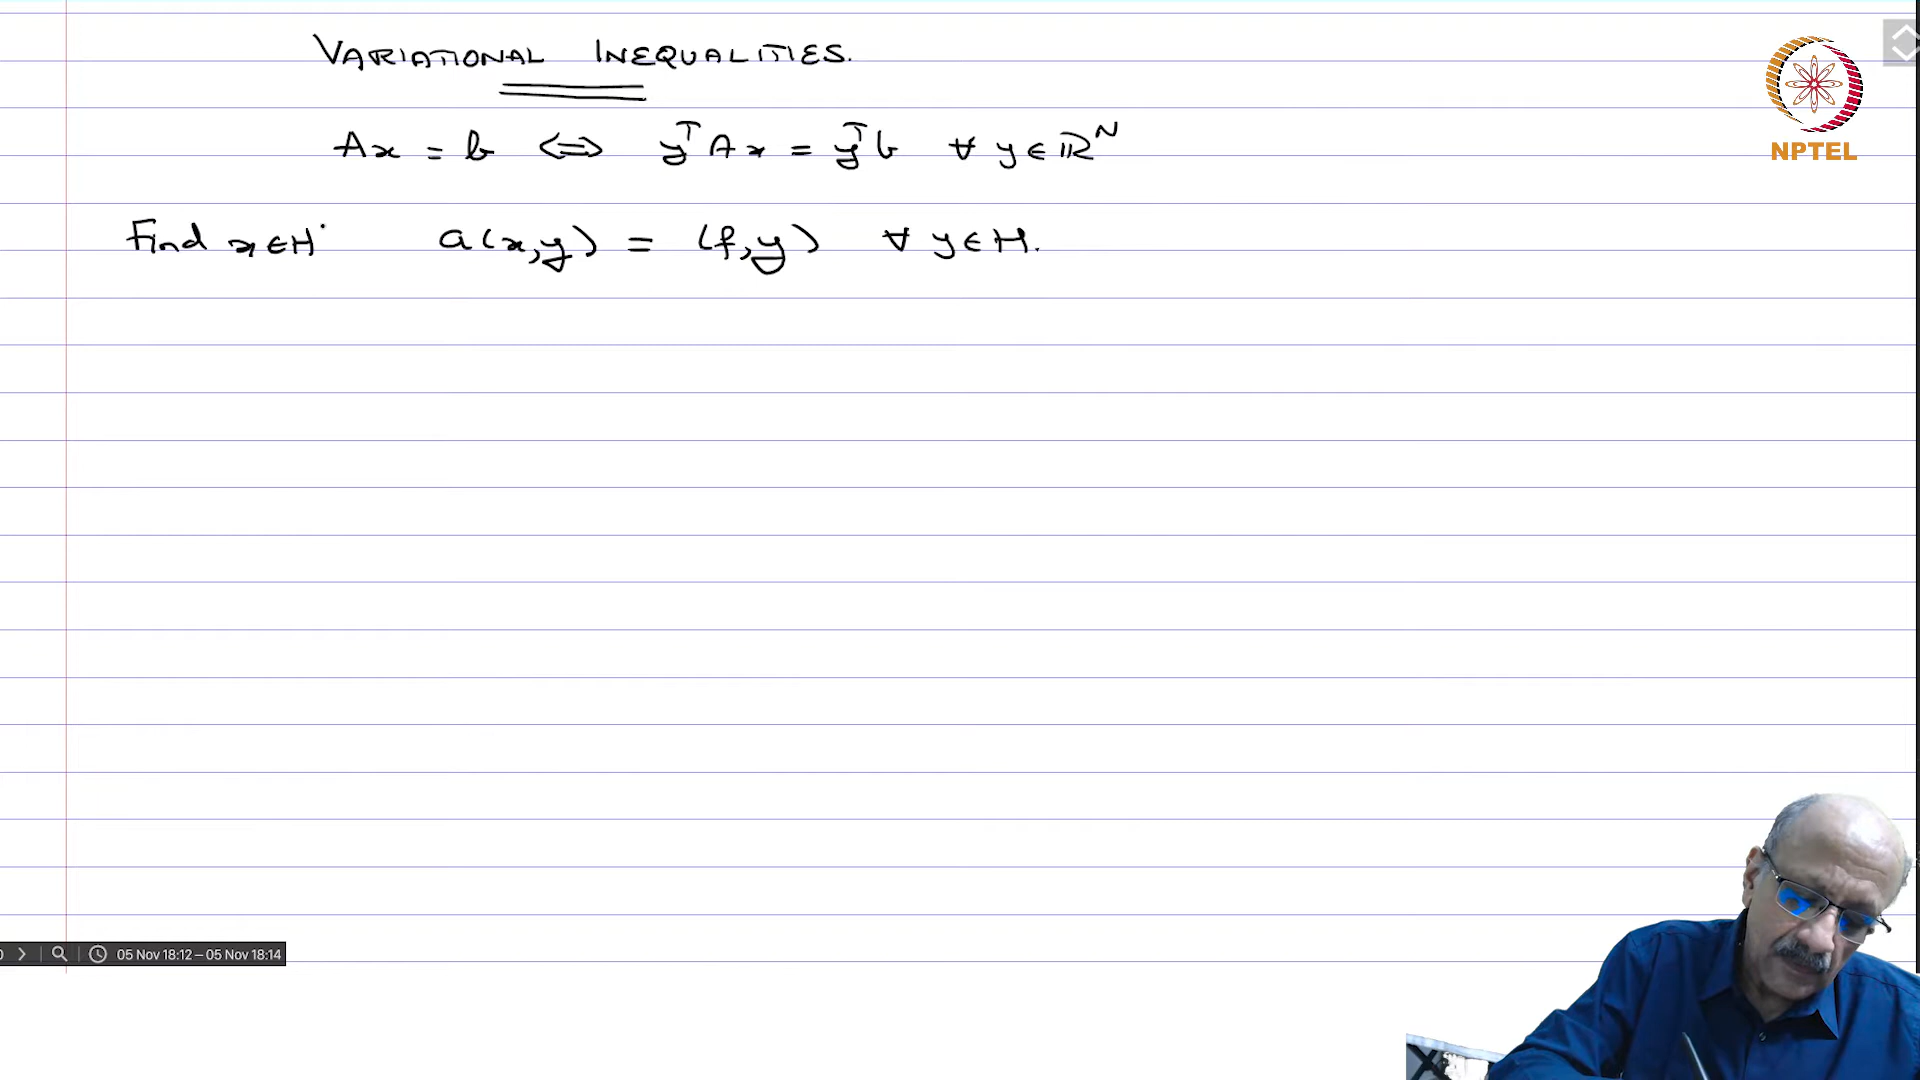 VARIATIONAL INEQUALITIES.
Ax = b ⟺ yᵀAx = yᵀb ∀ y ∈ ℝᴺ
Find x ∈ H a(x,y) = (f,y) ∀ y ∈ H.
NPTEL
05 Nov 18:12 – 05 Nov 18:14